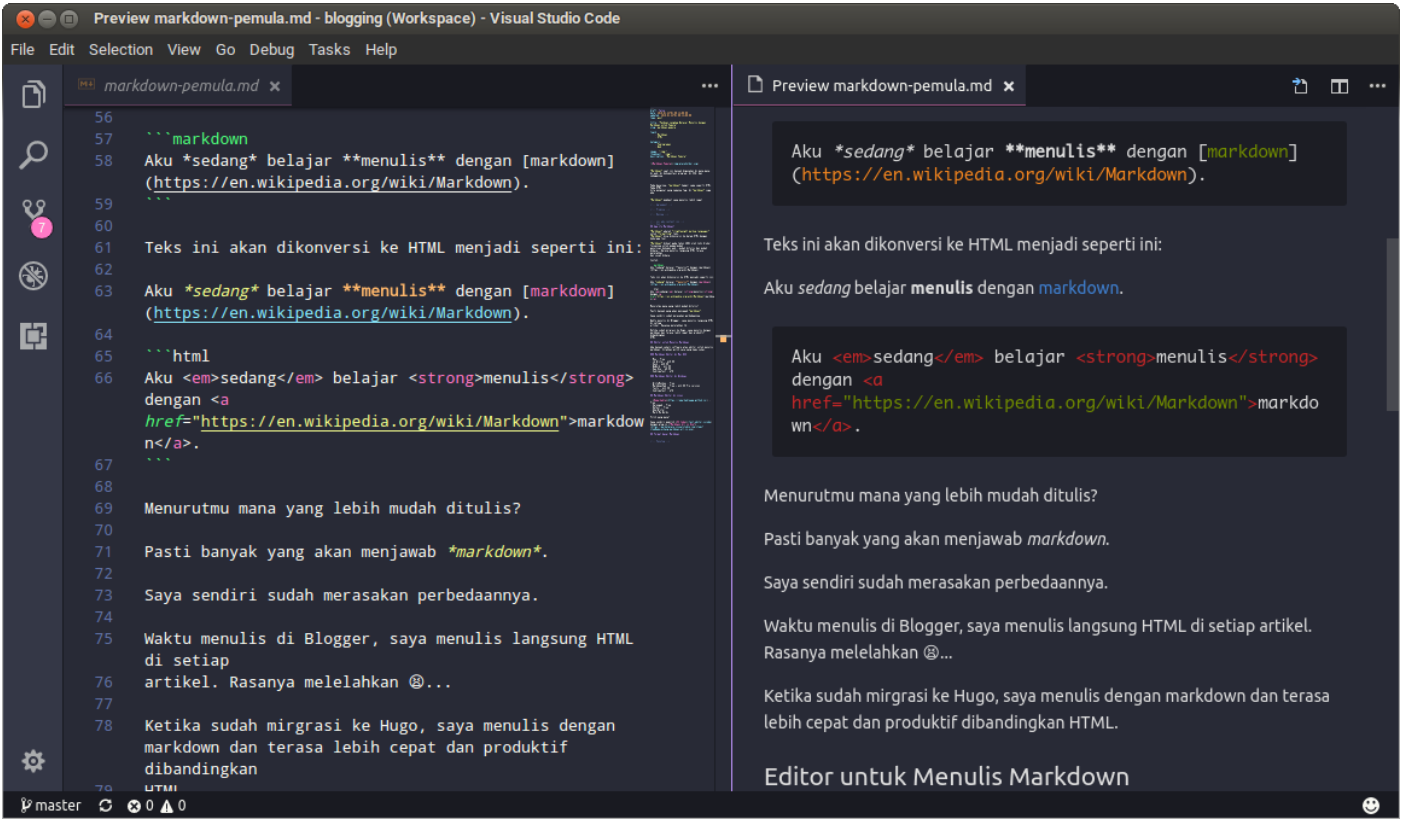 Preview markdown-pemula.md - blogging (Workspace) - Visual Studio Code
File Edit Selection View Go Debug Tasks Help
markdown-pemula.md
56
57 ```markdown
58 Aku *sedang* belajar **menulis** dengan [markdown]
(https://en.wikipedia.org/wiki/Markdown).
59 ```
60
61 Teks ini akan dikonversi ke HTML menjadi seperti ini:
62
63 Aku *sedang* belajar **menulis** dengan [markdown]
(https://en.wikipedia.org/wiki/Markdown).
64
65 ```html
66 Aku <em>sedang</em> belajar <strong>menulis</strong>
dengan <a
href="https://en.wikipedia.org/wiki/Markdown">markdow
n</a>.
67 ```
68
69 Menurutmu mana yang lebih mudah ditulis?
70
71 Pasti banyak yang akan menjawab *markdown*.
72
73 Saya sendiri sudah merasakan perbedaannya.
74
75 Waktu menulis di Blogger, saya menulis langsung HTML
di setiap
76 artikel. Rasanya melelahkan 😫...
77
78 Ketika sudah mirgrasi ke Hugo, saya menulis dengan
markdown dan terasa lebih cepat dan produktif
dibandingkan
79 HTML
Preview markdown-pemula.md
Aku *sedang* belajar **menulis** dengan [markdown]
(https://en.wikipedia.org/wiki/Markdown).
Teks ini akan dikonversi ke HTML menjadi seperti ini:
Aku sedang belajar menulis dengan markdown.
Aku <em>sedang</em> belajar <strong>menulis</strong>
dengan <a
href="https://en.wikipedia.org/wiki/Markdown">markdo
wn</a>.
Menurutmu mana yang lebih mudah ditulis?
Pasti banyak yang akan menjawab markdown.
Saya sendiri sudah merasakan perbedaannya.
Waktu menulis di Blogger, saya menulis langsung HTML di setiap artikel.
Rasanya melelahkan 😫...
Ketika sudah mirgrasi ke Hugo, saya menulis dengan markdown dan terasa
lebih cepat dan produktif dibandingkan HTML.
Editor untuk Menulis Markdown
7
master 0 0